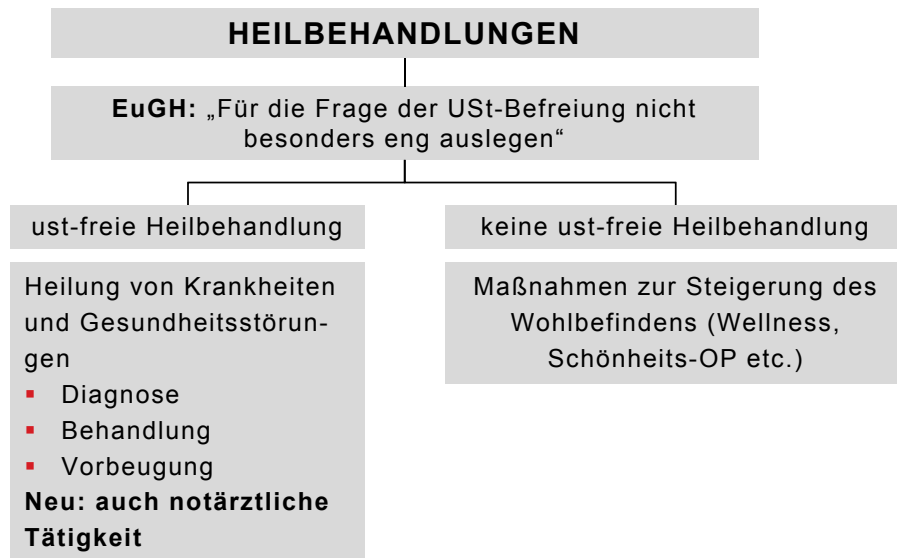 HEILBEHANDLUNGEN
EuGH: „Für die Frage der USt-Befreiung nicht
besonders eng auslegen“
ust-freie Heilbehandlung
Heilung von Krankheiten
und Gesundheitsstörun-
gen
▪ Diagnose
▪ Behandlung
▪ Vorbeugung
Neu: auch notärztliche
Tätigkeit
keine ust-freie Heilbehandlung
Maßnahmen zur Steigerung des
Wohlbefindens (Wellness,
Schönheits-OP etc.)